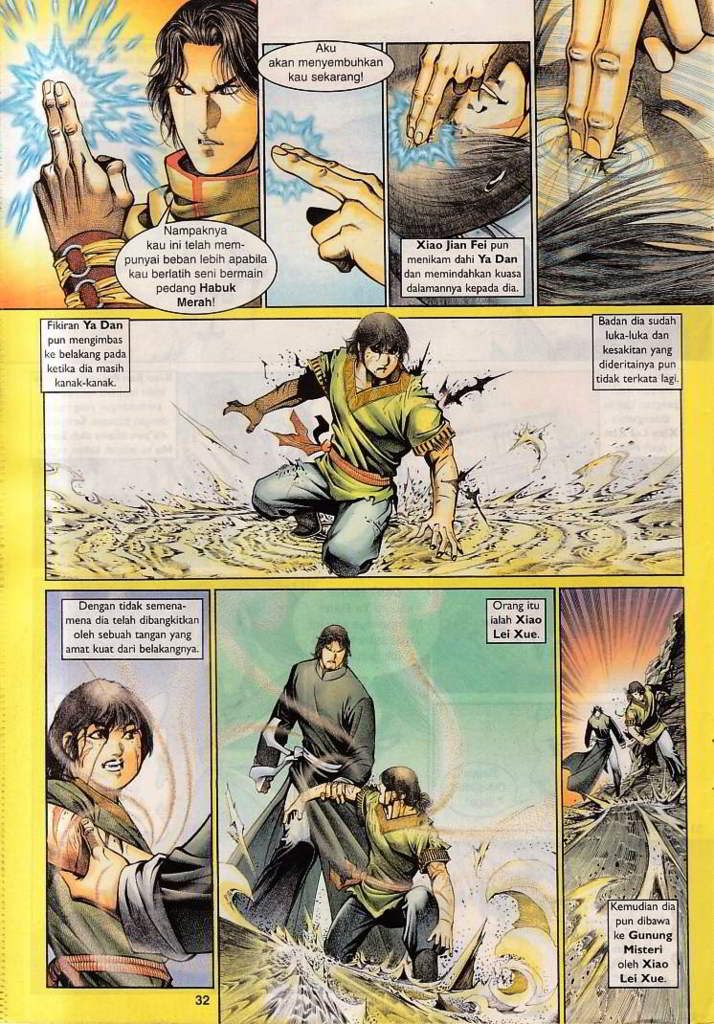 Nampaknya
kau ini telah mem-
punyai beban lebih apabila
kau berlatih seni bermain
pedang Habuk
Merah!
Aku
akan menyembuhkan
kau sekarang!
Xiao Jian Fei pun
menikam dahi Ya Dan
dan memindahkan kuasa
dalamannya kepada dia.
Fikiran Ya Dan
pun mengimbas
ke belakang pada
ketika dia masih
kanak-kanak.
Badan dia sudah
luka-luka dan
kesakitan yang
dideritainya pun
tidak terkata lagi.
Dengan tidak semena-
mena dia telah dibangkitkan
oleh sebuah tangan yang
amat kuat dari belakangnya.
Orang itu
ialah Xiao
Lei Xue.
Kemudian dia
pun dibawa
ke Gunung
Misteri
oleh Xiao
Lei Xue.
32